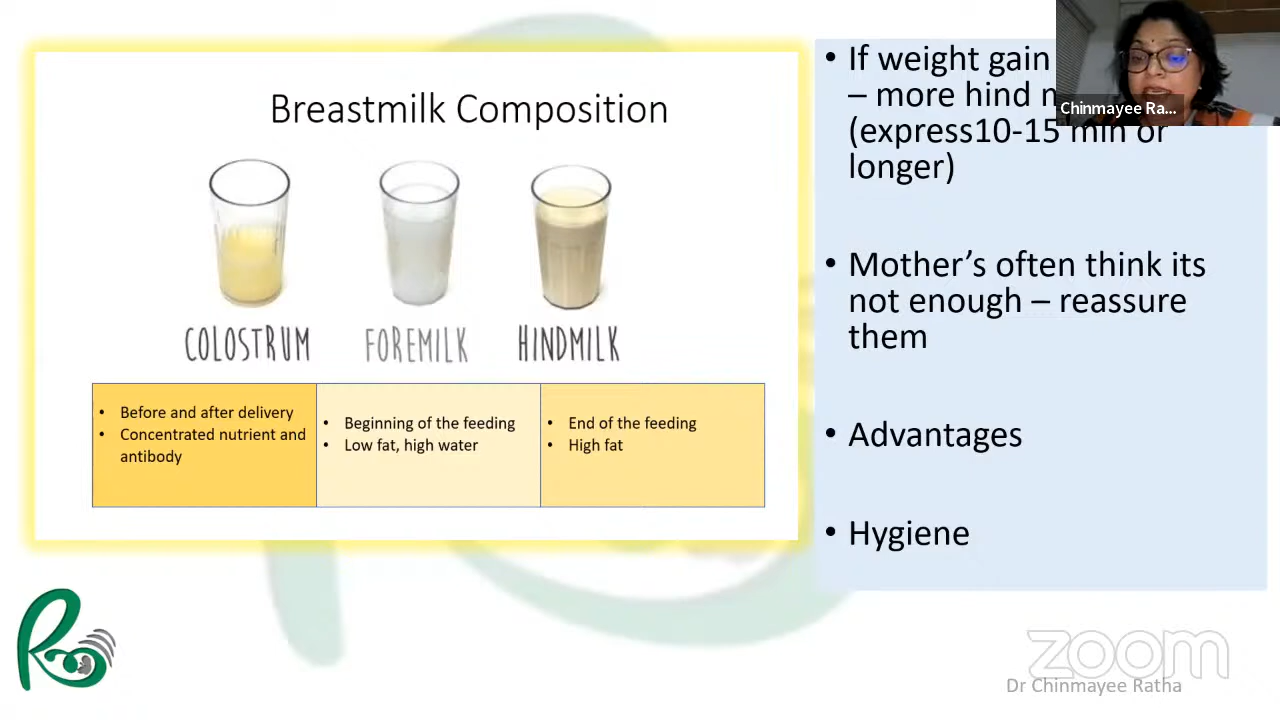 Breastmilk Composition
COLOSTRUM
FOREMILK
HINDMILK
• Before and after delivery
• Concentrated nutrient and
antibody
• Beginning of the feeding
• Low fat, high water
• End of the feeding
• High fat
• If weight gain
– more hind
(express10-15 min or
longer)
• Mother's often think its
not enough – reassure
them
• Advantages
• Hygiene
Chinmayee Ra...
zoom
Dr Chinmayee Ratha